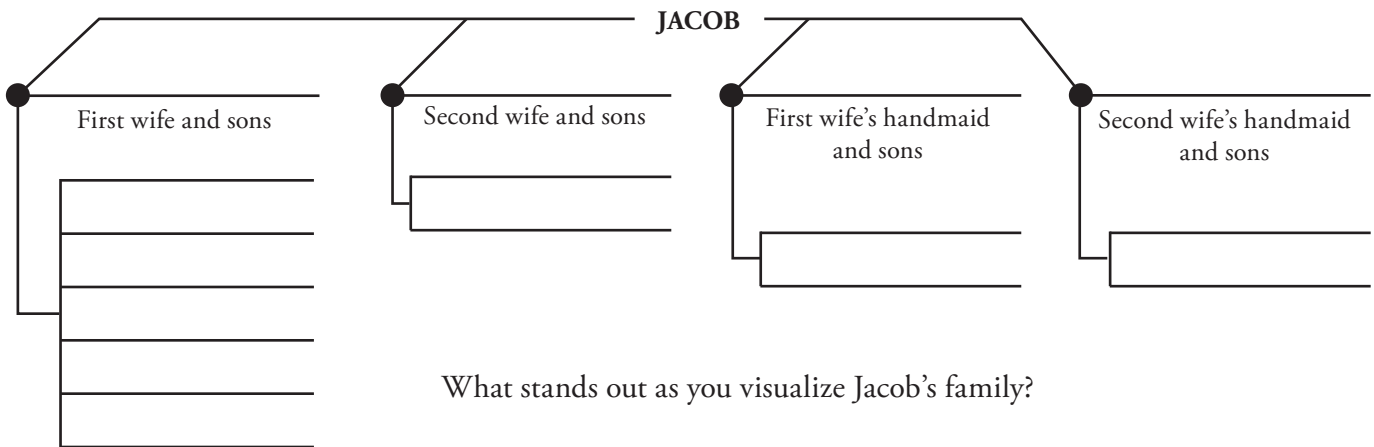 JACOB
First wife and sons
Second wife and sons
First wife's handmaid
and sons
Second wife's handmaid
and sons
What stands out as you visualize Jacob's family?